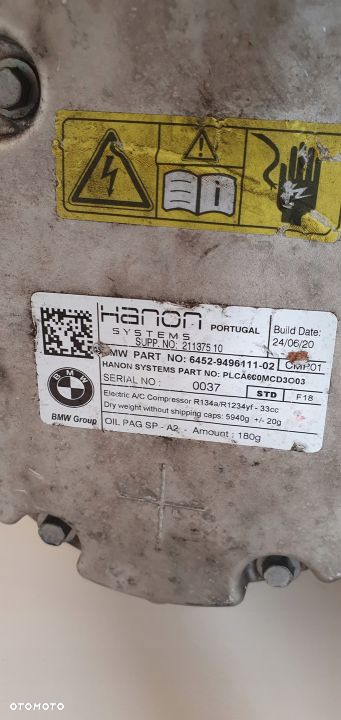 Hanon
SYSTEMS
PORTUGAL
SUPP. NO: 211375 10
Build Date:
24/06/20
BMW PART NO: 6452-9496111-02
CMP01
HANON SYSTEMS PART NO: PLCA660MCD3O03
SERIAL NO : 0037
STD
F18
Electric A/C Compressor R134a/R1234yf - 33cc
Dry weight without shipping caps: 5940g +/- 20g
OIL PAG SP - A2 - Amount : 180g
BMW
BMW Group
OTOMOTO